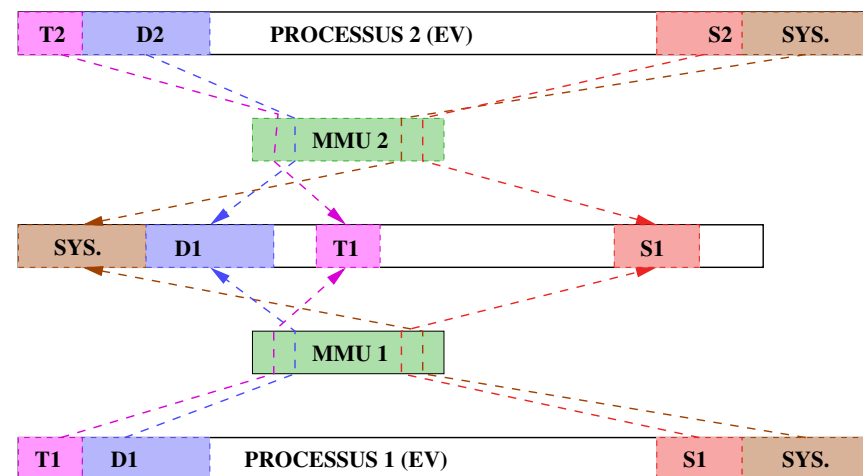 T2 D2 PROCESSUS 2 (EV) S2 SYS.
MMU 2
SYS. D1 T1 S1
MMU 1
T1 D1 PROCESSUS 1 (EV) S1 SYS.